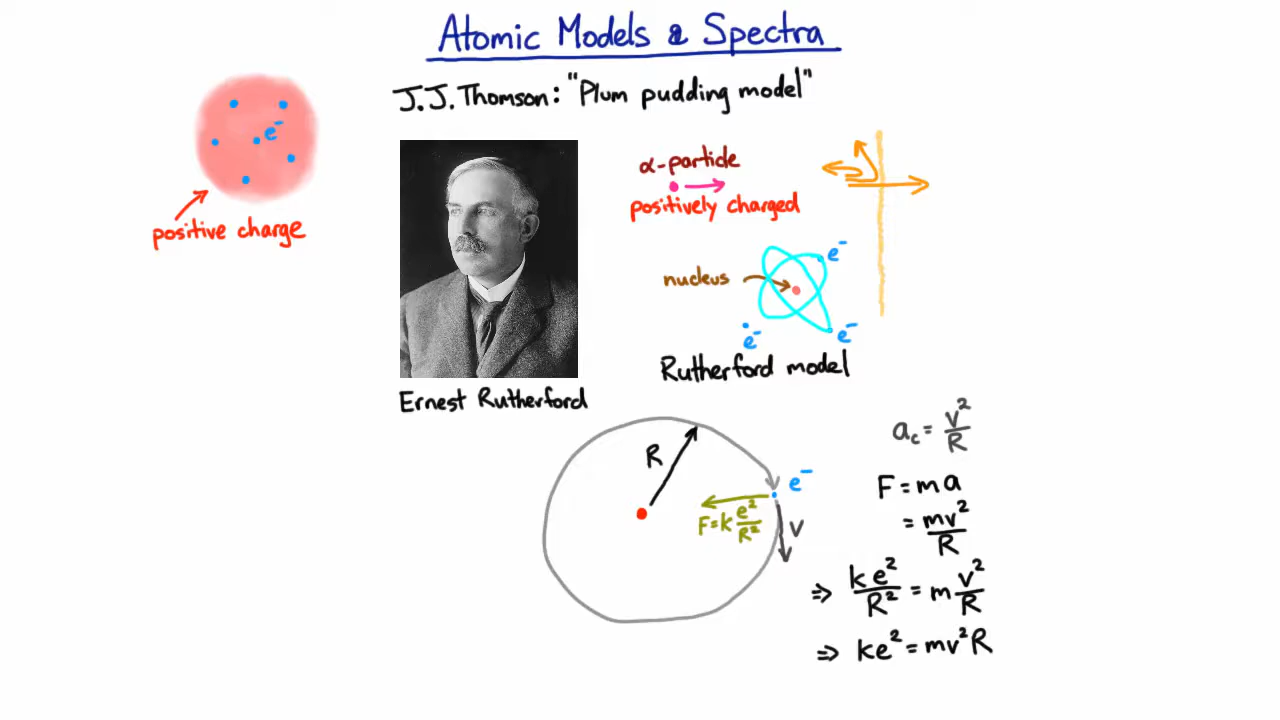 Atomic Models & Spectra
J.J. Thomson: "Plum pudding model"
e⁻
positive charge
α-particle
positively charged
nucleus
e⁻
e⁻
e⁻
Rutherford model
Ernest Rutherford
R
e⁻
F=k e²/R²
v
a_c = v²/R
F = ma
= mv²/R
⇒ ke²/R² = m v²/R
⇒ ke² = mv²R